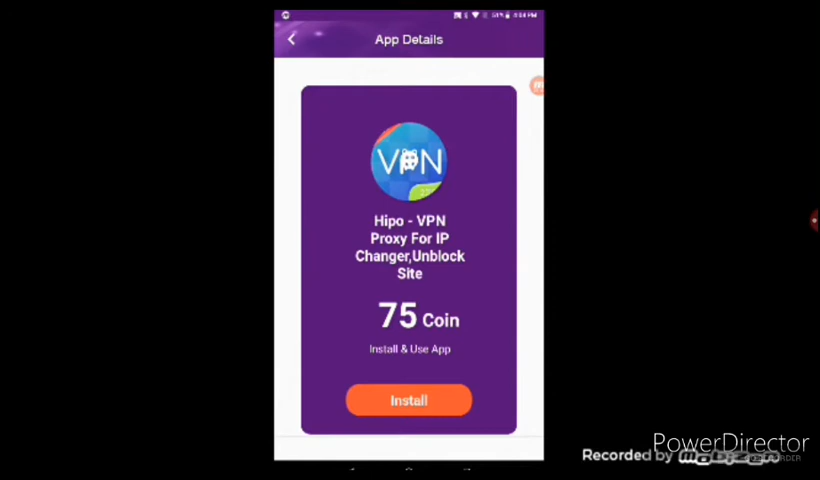 App Details
VPN
Hipo - VPN
Proxy For IP
Changer,Unblock
Site
75 Coin
Install & Use App
Install
PowerDirector
Recorded by